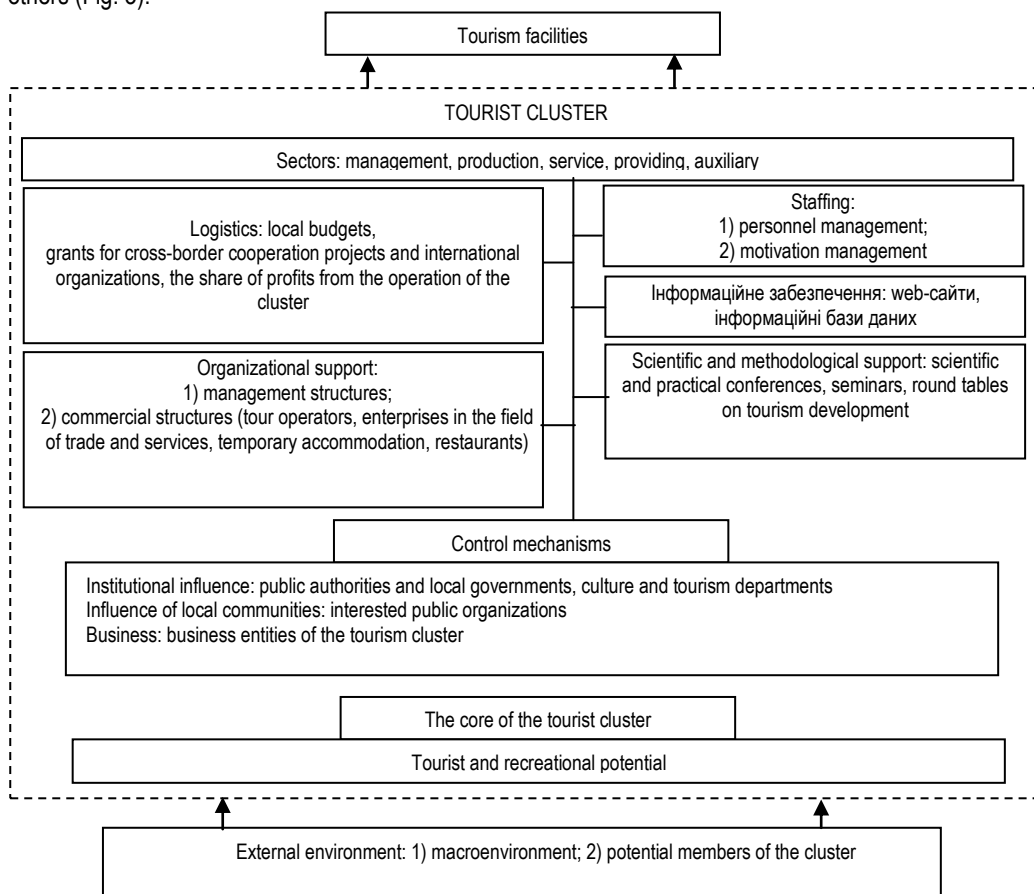 others (Fig. 3).
Tourism facilities
TOURIST CLUSTER
Sectors: management, production, service, providing, auxiliary
Logistics: local budgets,
grants for cross-border cooperation projects and international
organizations, the share of profits from the operation of the
cluster
Staffing:
1) personnel management;
2) motivation management
Інформаційне забезпечення: web-сайти,
інформаційні бази даних
Organizational support:
1) management structures;
2) commercial structures (tour operators, enterprises in the field
of trade and services, temporary accommodation, restaurants)
Scientific and methodological support: scientific
and practical conferences, seminars, round tables
on tourism development
Control mechanisms
Institutional influence: public authorities and local governments, culture and tourism departments
Influence of local communities: interested public organizations
Business: business entities of the tourism cluster
The core of the tourist cluster
Tourist and recreational potential
External environment: 1) macroenvironment; 2) potential members of the cluster